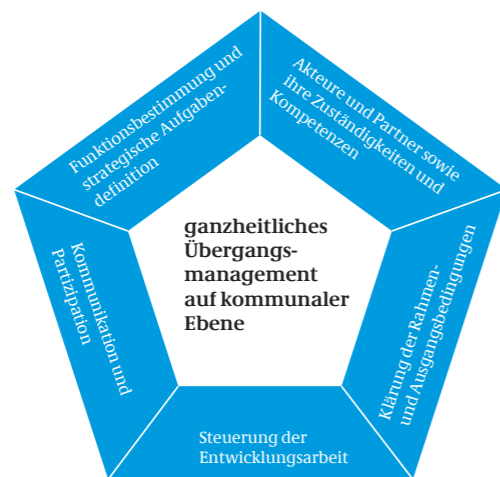 Funktionsbestimmung und
strategische Aufgaben-
definition
Akteure und Partner sowie
ihre Zuständigkeiten und
Kompetenzen
ganzheitliches
Übergangs-
management
auf kommunaler
Ebene
Kommunikation und
Partizipation
Klärung der Rahmen-
und Ausgangsbedingungen
Steuerung der
Entwicklungsarbeit